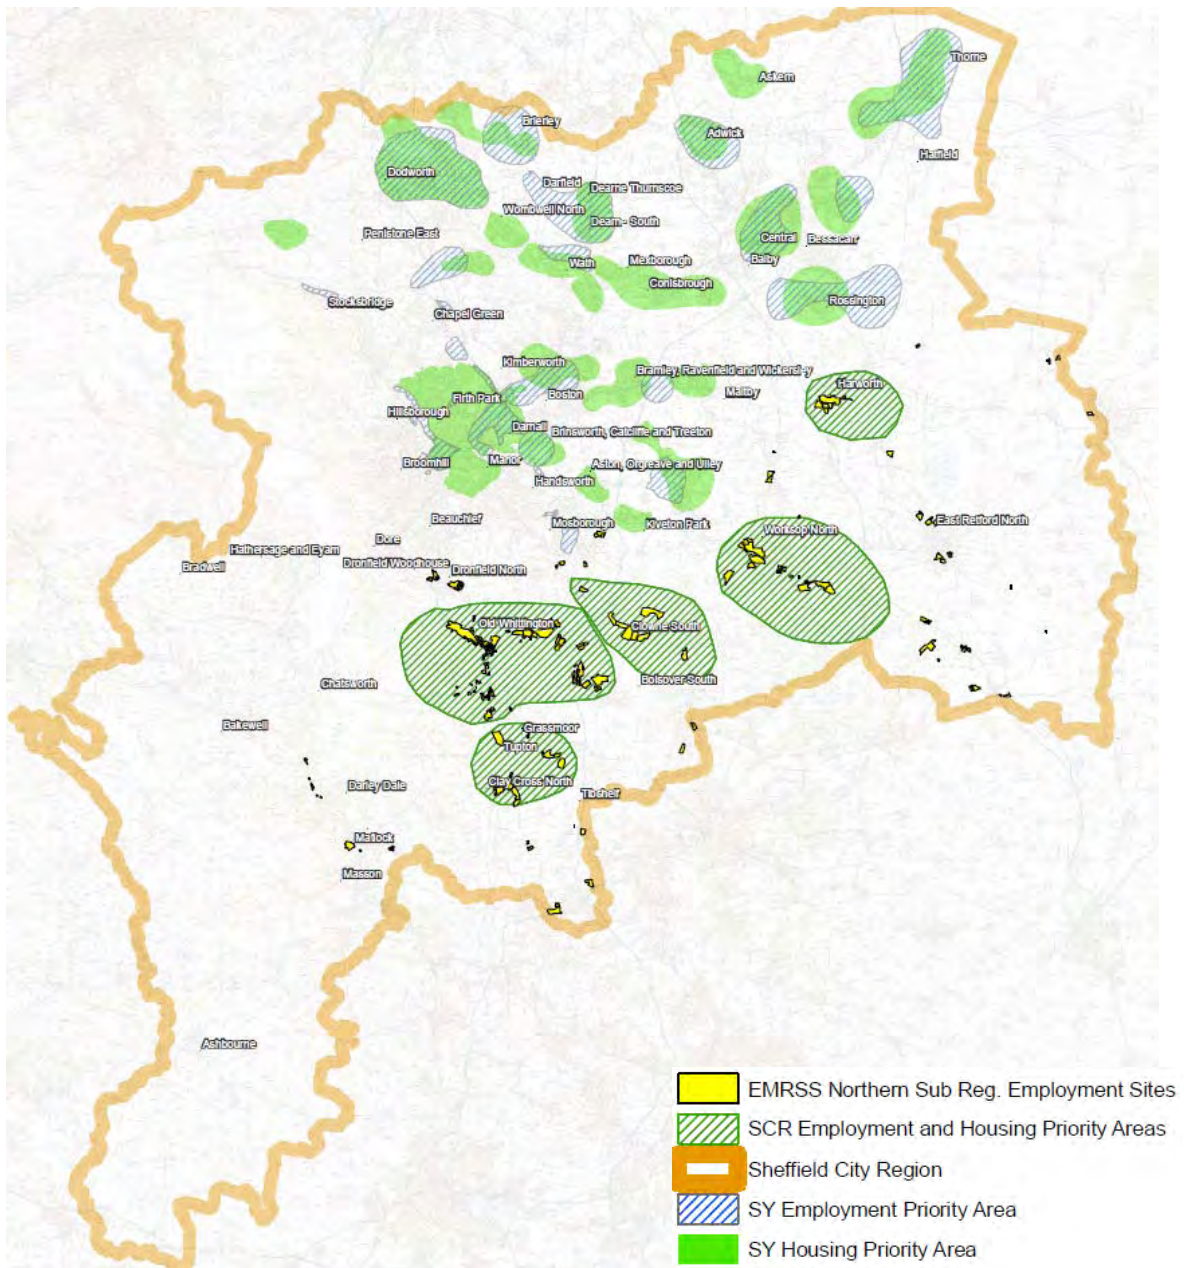 Thorne
Askern
Brierley
Adwick
Hatfield
Dodworth
Darfield
Dearne Thurnscoe
Wombwell North
Dearn - South
Penistone East
Central
Bessacarr
Balby
Wath
Mexborough
Conisbrough
Stocksbridge
Rossington
Chapel Green
Kimberworth
Bramley, Ravenfield and Wickersley
Harworth
Firth Park
Boston
Maltby
Hillsborough
Darnall
Brinsworth, Catcliffe and Treeton
Broomhill
Manor
Aston, Orgreave and Ulley
Handsworth
Beauchief
Mosborough
Kiveton Park
East Retford North
Worksop North
Dore
Hathersage and Eyam
Bradwell
Dronfield Woodhouse
Dronfield North
Old Whittington
Clowne South
Chatsworth
Bolsover South
Bakewell
Grassmoor
Tupton
Clay Cross North
Darley Dale
Tibshelf
Matlock
Masson
Ashbourne
EMRSS Northern Sub Reg. Employment Sites
SCR Employment and Housing Priority Areas
Sheffield City Region
SY Employment Priority Area
SY Housing Priority Area